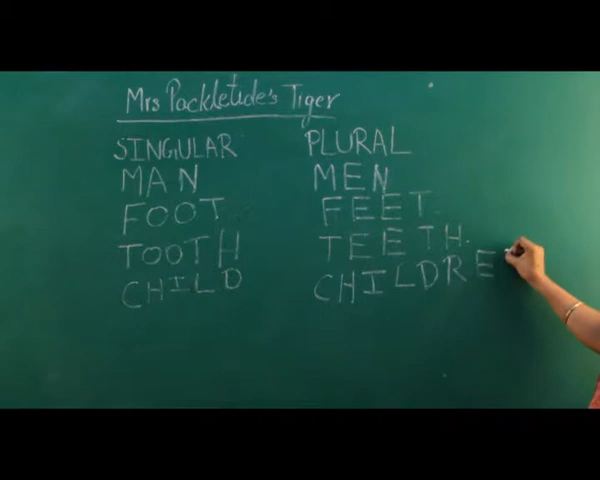 Mrs Packletide's Tiger
SINGULAR PLURAL
MAN MEN
FOOT FEET.
TOOTH TEETH.
CHILD CHILDRE